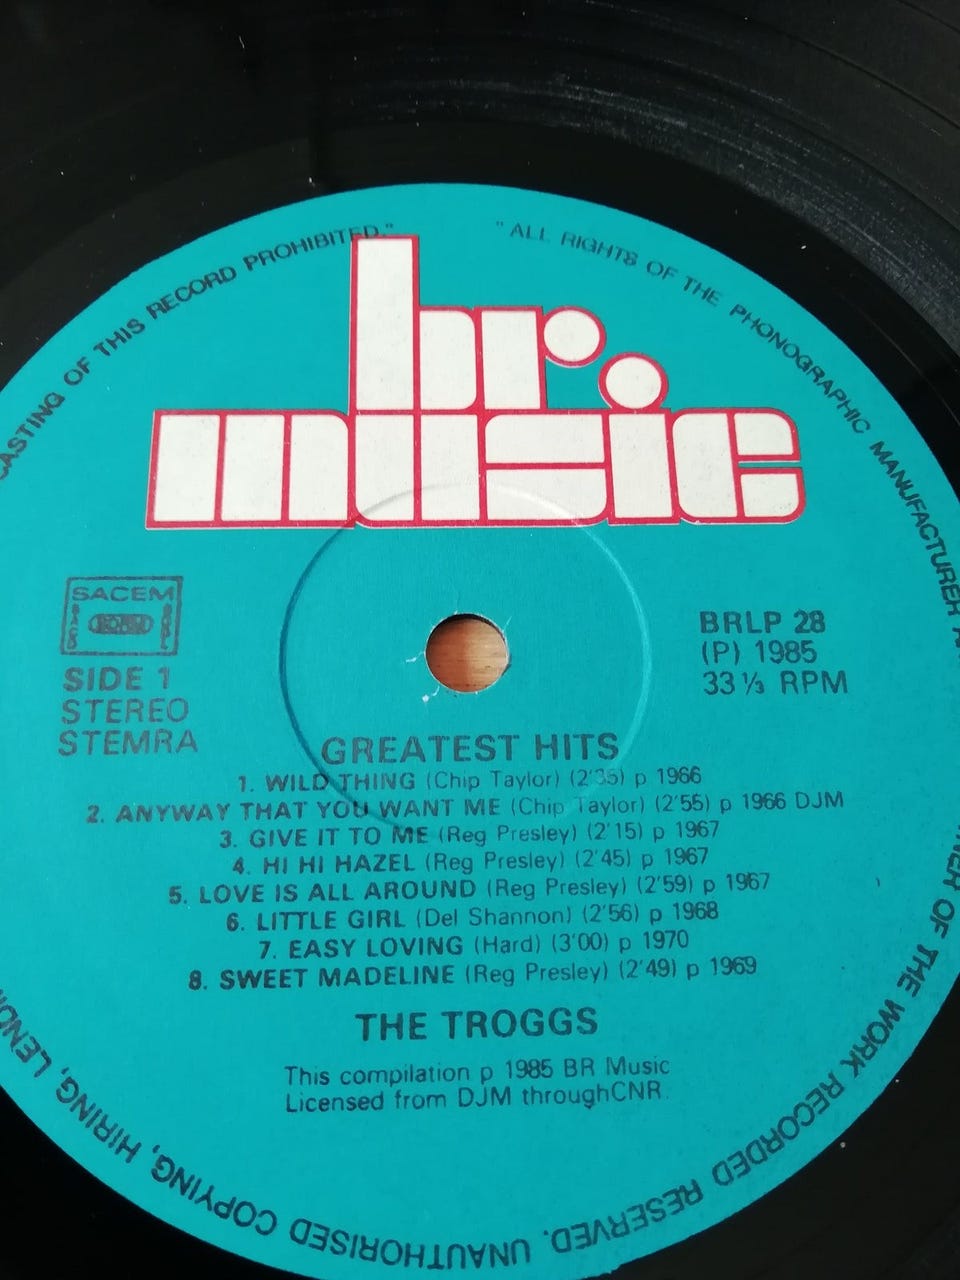 "ALL RIGHTS OF THE PHONOGRAPHIC MANUFACTURER
OF THE WORK RECORDED RESERVED. UNAUTHORISED COPYING, HIRING,
OF THIS RECORD PROHIBITED."
br.
music
SACEM
SIDE 1
STEREO
STEMRA
BRLP 28
(P) 1985
33 ⅓ RPM
GREATEST HITS
1. WILD THING (Chip Taylor) (2'35) p 1966
2. ANYWAY THAT YOU WANT ME (Chip Taylor) (2'55) p 1966 DJM
3. GIVE IT TO ME (Reg Presley) (2'15) p 1967
4. HI HI HAZEL (Reg Presley) (2'45) p 1967
5. LOVE IS ALL AROUND (Reg Presley) (2'59) p 1967
6. LITTLE GIRL (Del Shannon) (2'56) p 1968
7. EASY LOVING (Hard) (3'00) p 1970
8. SWEET MADELINE (Reg Presley) (2'49) p 1969
THE TROGGS
This compilation p 1985 BR Music
Licensed from DJM throughCNR.